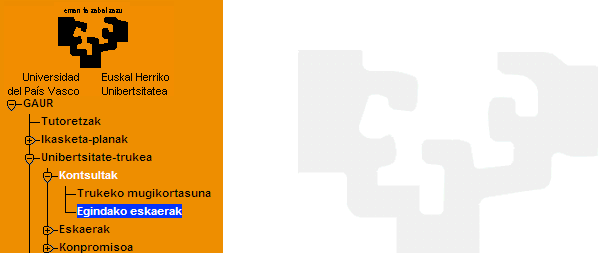 eman ta zabal zazu
Universidad Euskal Herriko
del País Vasco Unibertsitatea
GAUR
Tutoretzak
Ikasketa-planak
Unibertsitate-trukea
Kontsultak
Trukeko mugikortasuna
Egindako eskaerak
Eskaerak
Konpromisoa